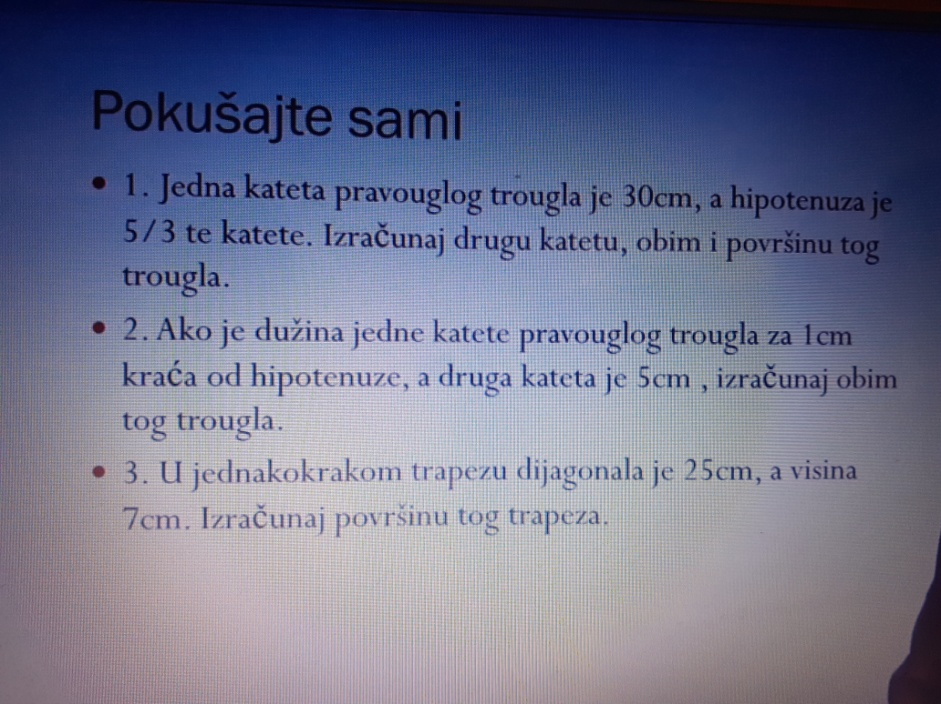 Pokušajte sami
• 1. Jedna kateta pravouglog trougla je 30cm, a hipotenuza je
5/3 te katete. Izračunaj drugu katetu, obim i površinu tog
trougla.
• 2. Ako je dužina jedne katete pravouglog trougla za 1cm
kraća od hipotenuze, a druga kateta je 5cm , izračunaj obim
tog trougla.
• 3. U jednakokrakom trapezu dijagonala je 25cm, a visina
7cm. Izračunaj površinu tog trapeza.